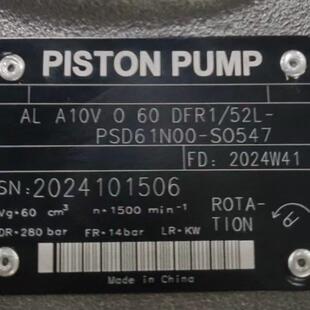 PISTON PUMP
AL A10V O 60 DFR1/52L-
PSD61N00-SO547
FD: 2024W41
SN:2024101506
Vg=60 cm³ n=1500 min⁻¹ ROTA-
TION
DR=280 bar FR=14bar LR=KW
Made in China